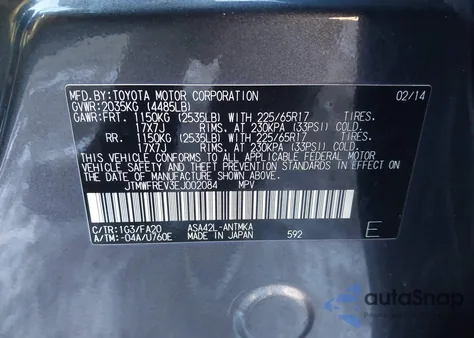 MFD.BY:TOYOTA MOTOR CORPORATION 02/14
GVWR:2035KG (4485LB)
GAWR:FRT. 1150KG (2535LB) WITH 225/65R17 TIRES.
17X7J RIMS. AT 230KPA (33PSI) COLD.
RR. 1150KG (2535LB) WITH 225/65R17 TIRES.
17X7J RIMS. AT 230KPA (33PSI) COLD.
THIS VEHICLE CONFORMS TO ALL APPLICABLE FEDERAL MOTOR
VEHICLE SAFETY AND THEFT PREVENTION STANDARDS IN EFFECT
ON THE DATE OF MANUFACTURE SHOWN ABOVE.
JTMWFREV3EJ002084 MPV
C/TR:1G3/FA20 ASA42L-ANTMKA
A/TM:-04A/U760E MADE IN JAPAN 592 E
autoSnap